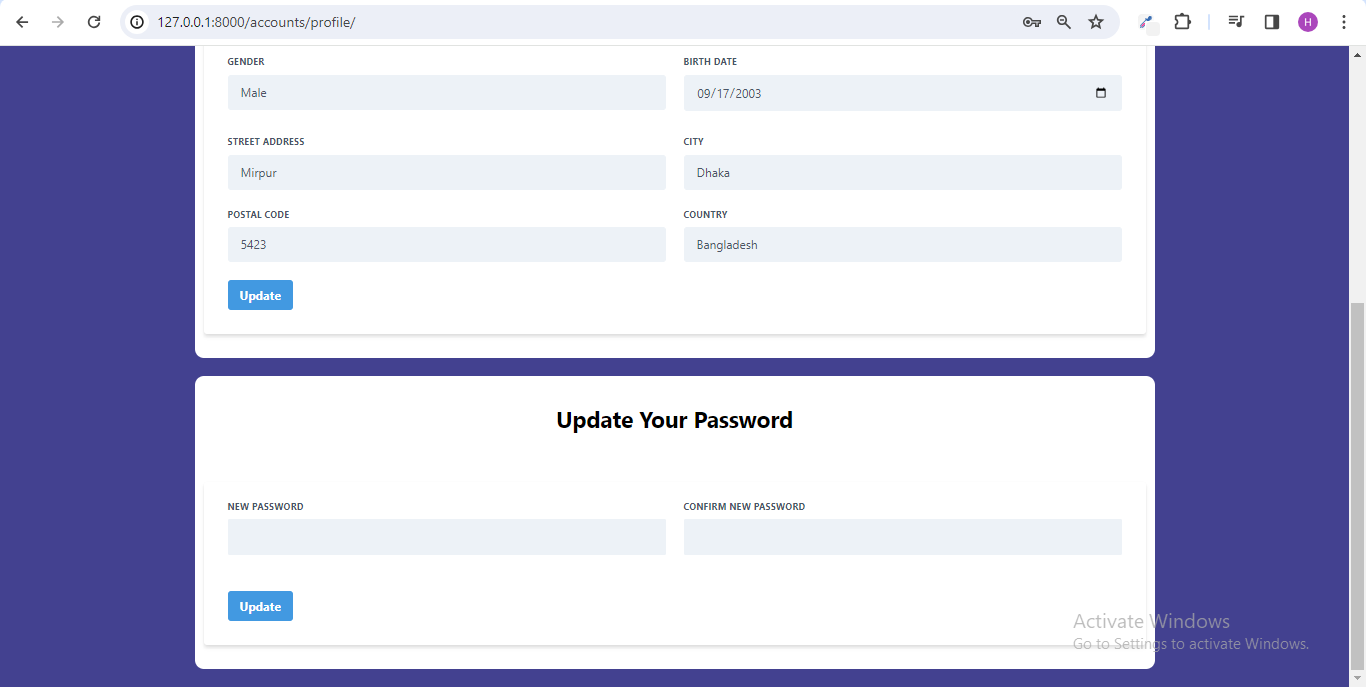 127.0.0.1:8000/accounts/profile/
H
GENDER
BIRTH DATE
Male
09/17/2003
STREET ADDRESS
CITY
Mirpur
Dhaka
POSTAL CODE
COUNTRY
5423
Bangladesh
Update
Update Your Password
NEW PASSWORD
CONFIRM NEW PASSWORD
Update
Activate Windows
Go to Settings to activate Windows.